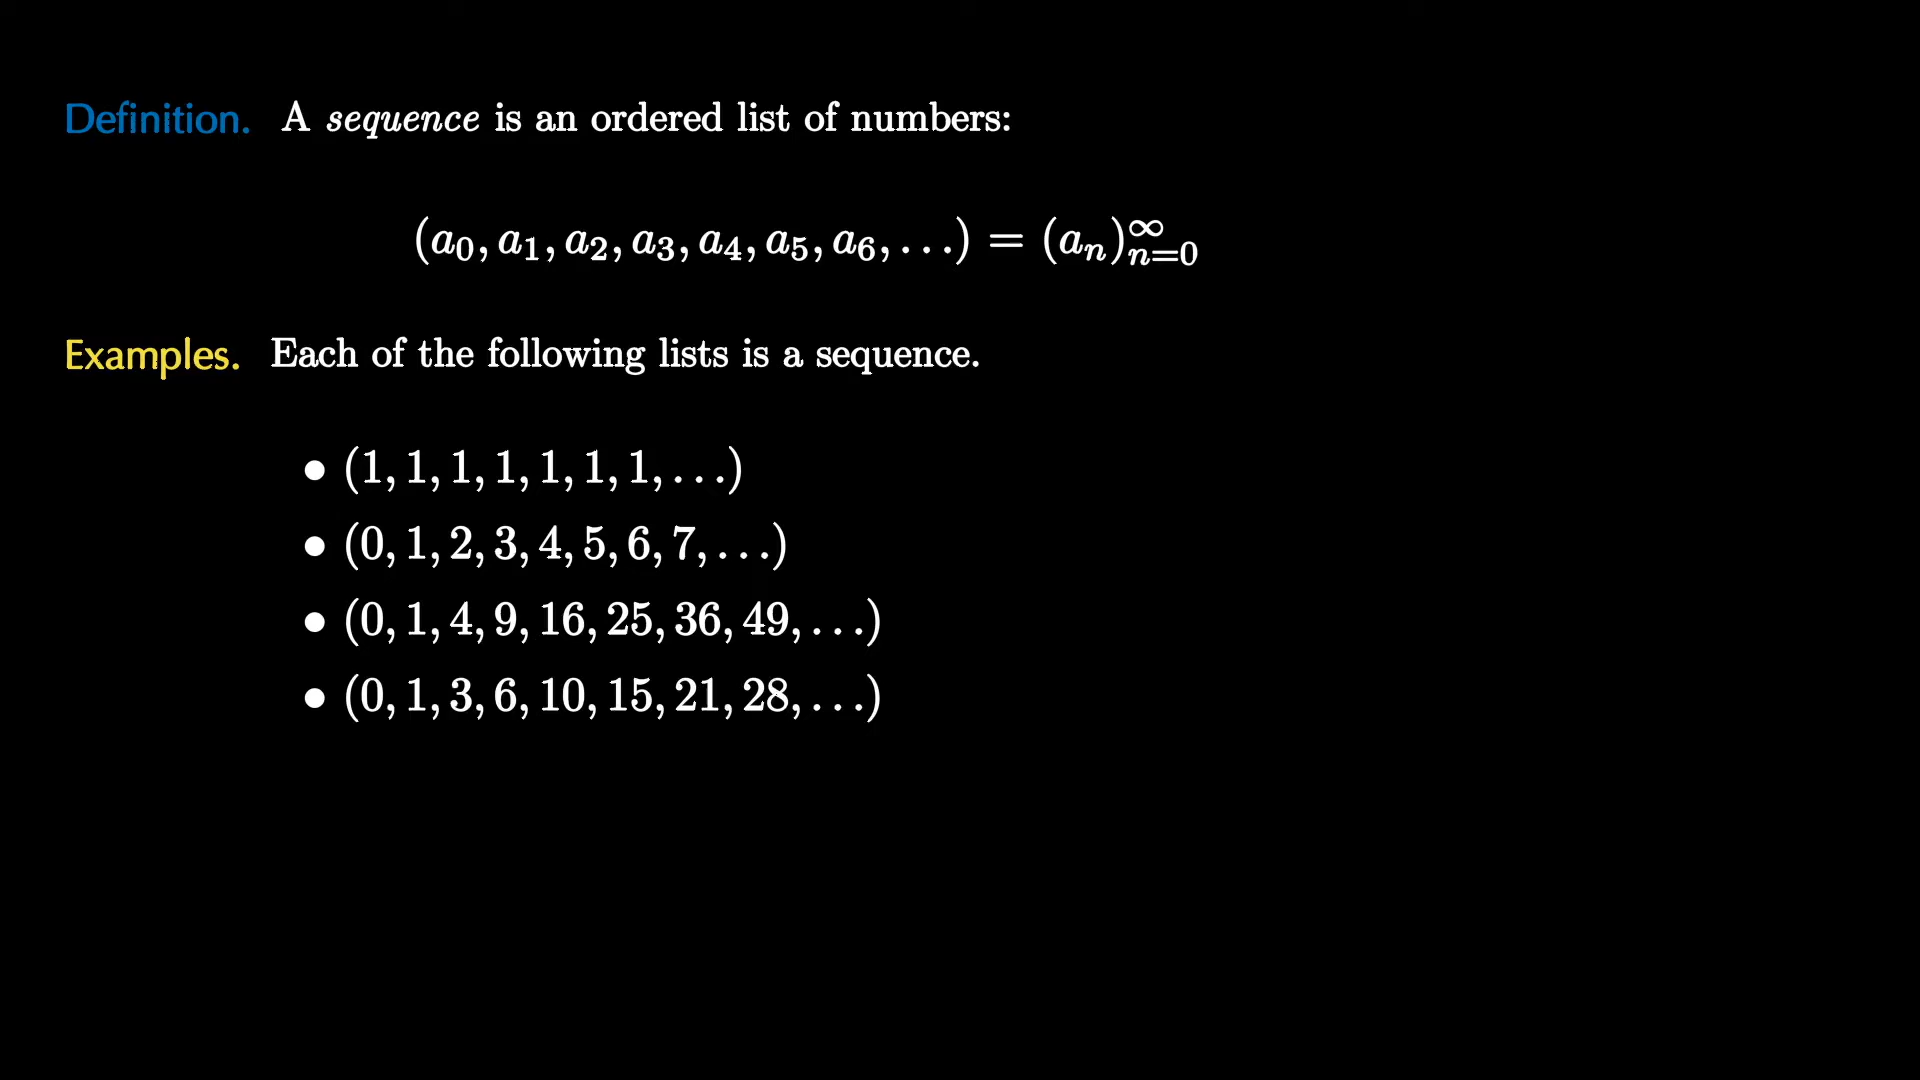 Definition. A sequence is an ordered list of numbers:
(a₀, a₁, a₂, a₃, a₄, a₅, a₆, …) = (aₙ)ₙ₌₀^∞
Examples. Each of the following lists is a sequence.
• (1, 1, 1, 1, 1, 1, 1, …)
• (0, 1, 2, 3, 4, 5, 6, 7, …)
• (0, 1, 4, 9, 16, 25, 36, 49, …)
• (0, 1, 3, 6, 10, 15, 21, 28, …)